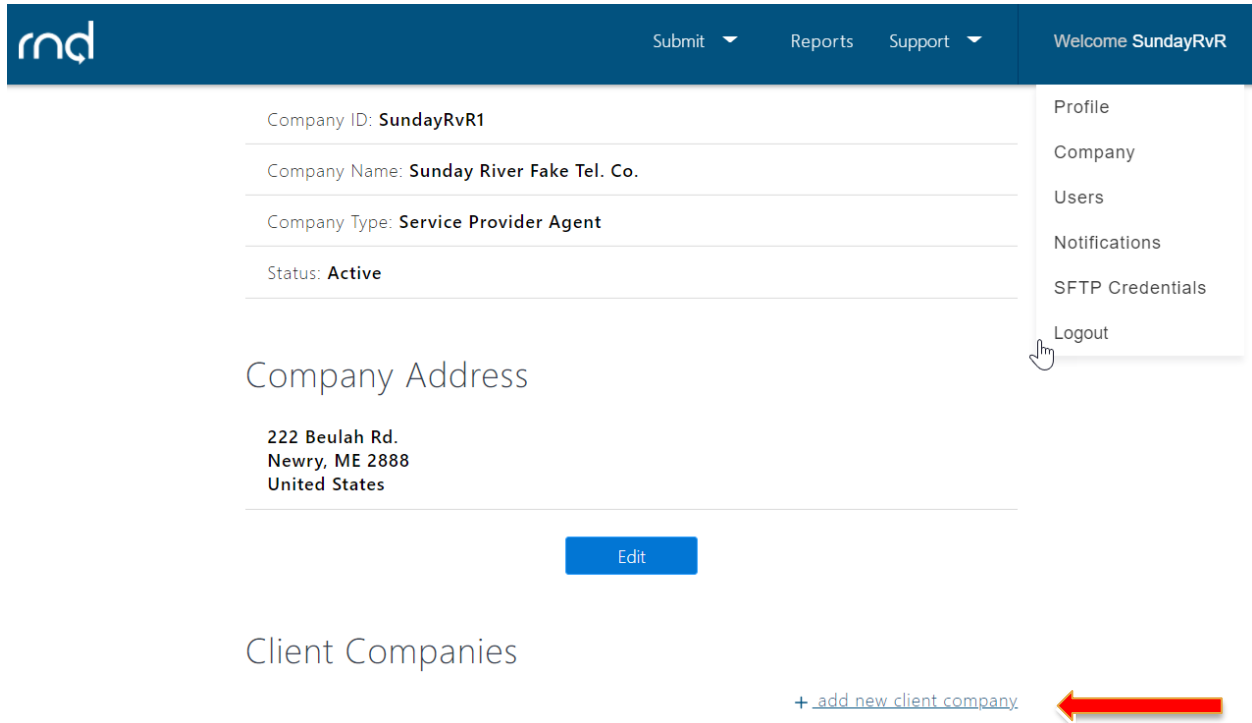 rnd
Submit Reports Support Welcome SundayRvR
Profile
Company
Users
Notifications
SFTP Credentials
Logout
Company ID: SundayRvR1
Company Name: Sunday River Fake Tel. Co.
Company Type: Service Provider Agent
Status: Active
Company Address
222 Beulah Rd.
Newry, ME 2888
United States
Edit
Client Companies
+ add new client company